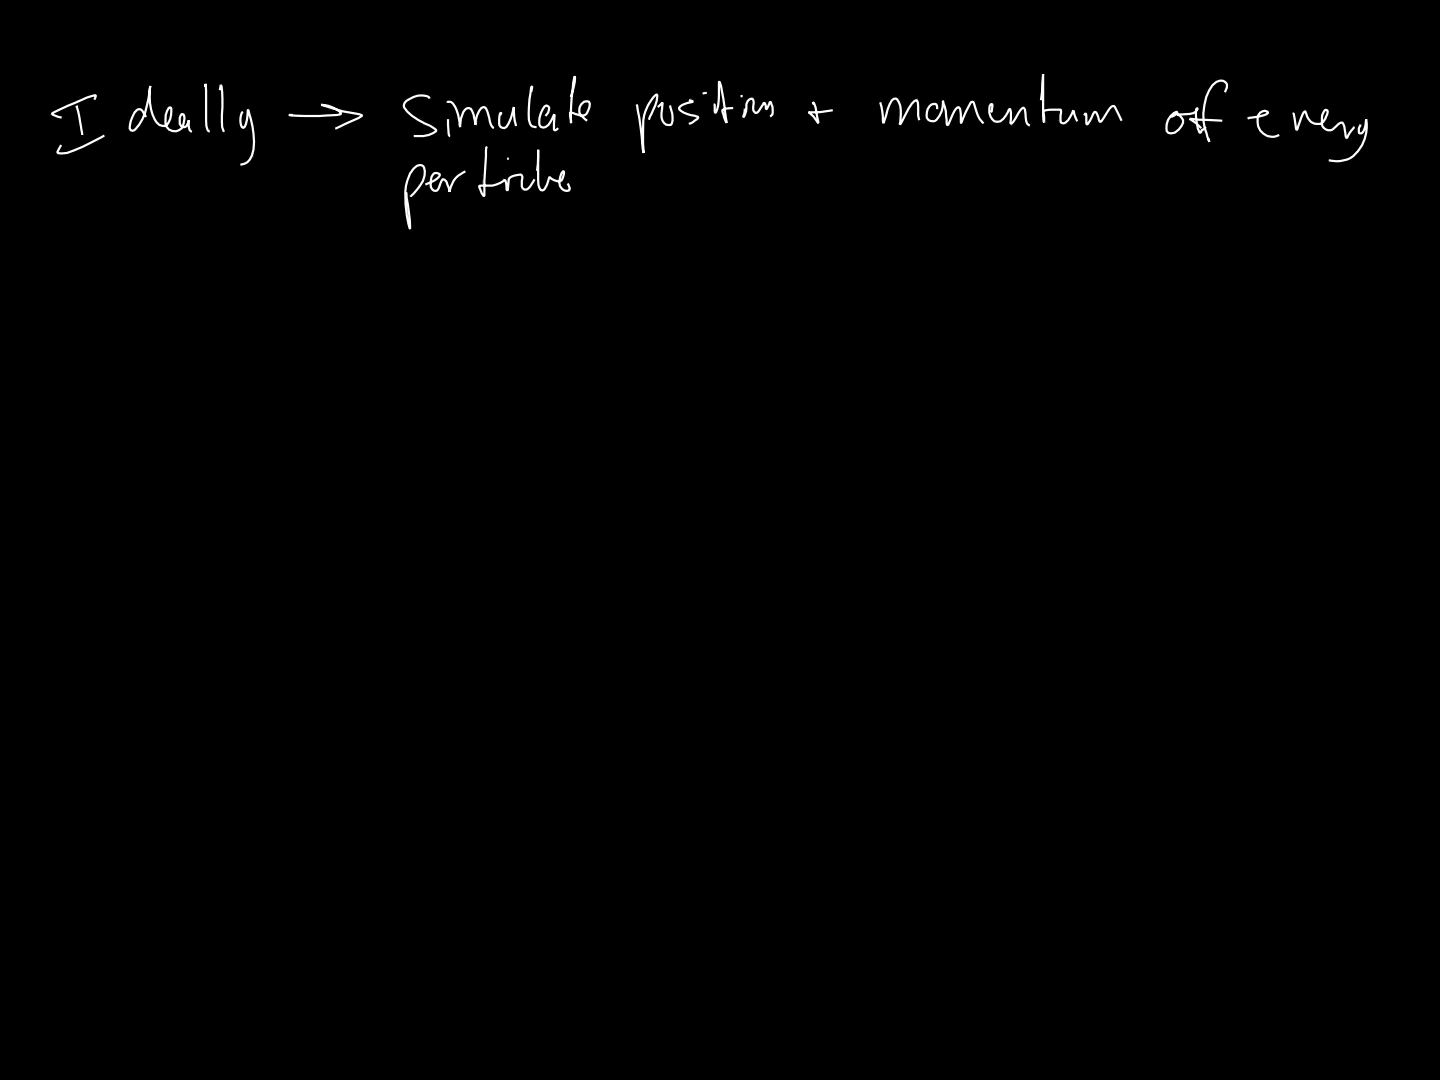 Ideally → Simulate position + momentum of every
particle